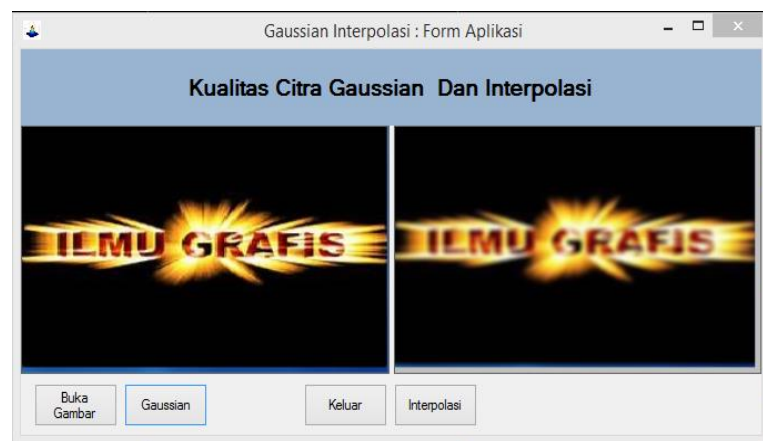 Gaussian Interpolasi : Form Aplikasi
Kualitas Citra Gaussian Dan Interpolasi
ILMU GRAFIS
ILMU GRAFIS
Buka
Gambar
Gaussian
Keluar
Interpolasi